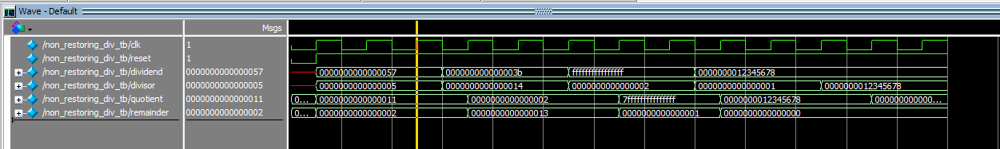 Wave - Default
Msgs
/non_restoring_div_tb/clk 1
/non_restoring_div_tb/reset 1
/non_restoring_div_tb/dividend 0000000000000057 0000000000000057 000000000000003b ffffffffffffffff 0000000012345678
/non_restoring_div_tb/divisor 0000000000000005 0000000000000005 0000000000000014 0000000000000002 0000000000000001 0000000012345678
/non_restoring_div_tb/quotient 0000000000000011 0... 0000000000000011 0000000000000002 7fffffffffffffff 0000000012345678 00000000000...
/non_restoring_div_tb/remainder 0000000000000002 0... 0000000000000002 0000000000000013 0000000000000001 0000000000000000